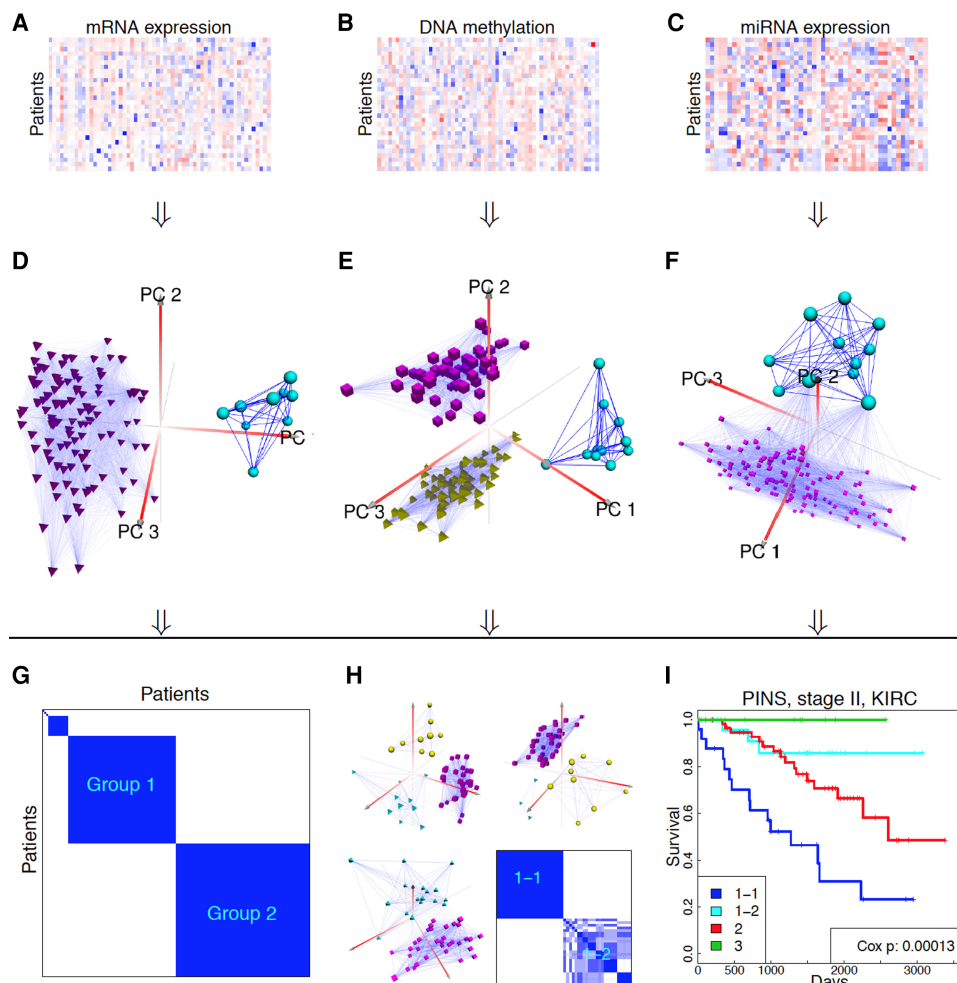 A
mRNA expression
Patients
B
DNA methylation
Patients
C
miRNA expression
Patients
⇓
⇓
⇓
D
PC 2
PC
PC 3
E
PC 2
PC 3
PC 1
F
PC 3
PC 2
PC 1
⇓
⇓
⇓
G
Patients
Patients
Group 1
Group 2
H
1-1
1-2
I
PINS, stage II, KIRC
Survival
1.0
0.8
0.6
0.4
0.2
0.0
1-1
1-2
2
3
Cox p: 0.00013
0
500
1000
2000
3000
Days